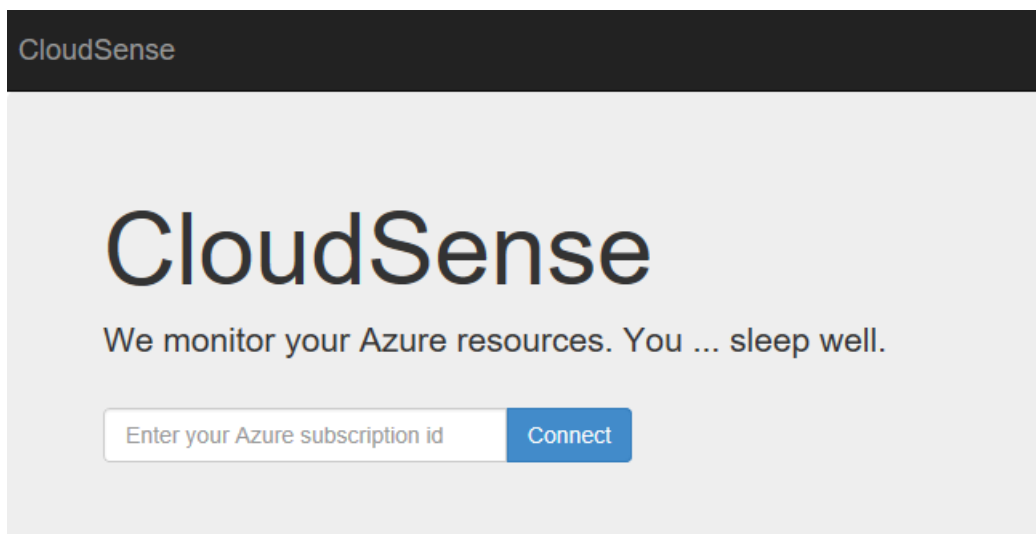 CloudSense
CloudSense
We monitor your Azure resources. You ... sleep well.
Enter your Azure subscription id
Connect